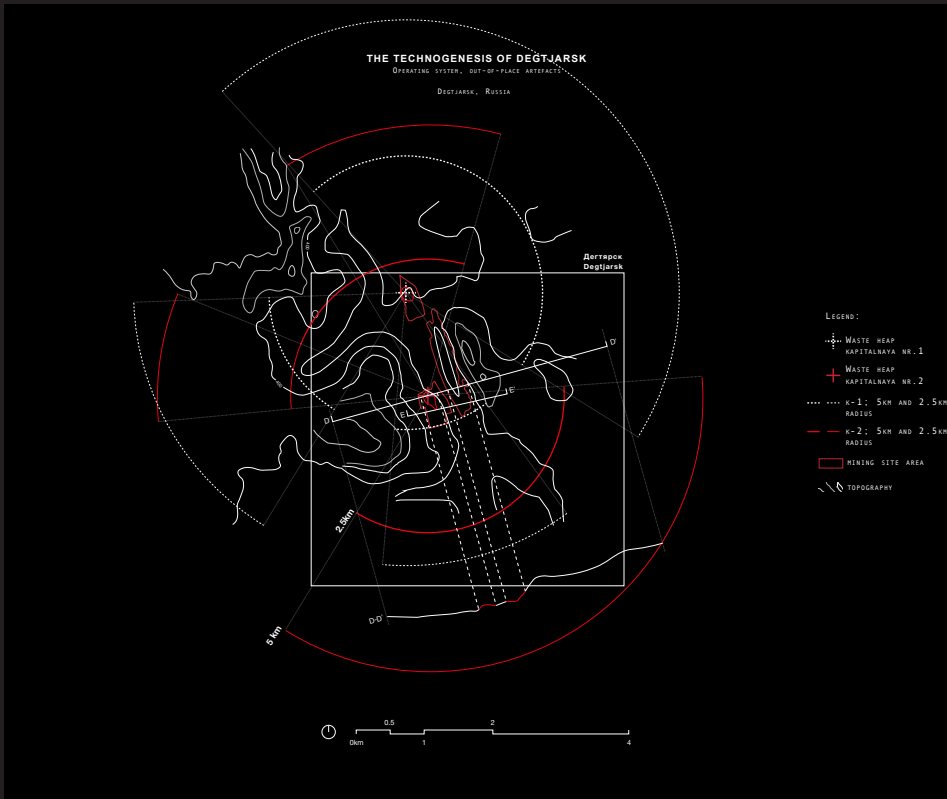 THE TECHNOGENESIS OF DEGTJARSK
Operating system, out-of-place artefacts
Degtjarsk, Russia
Дегтярск
Degtjarsk
Legend:
Waste heap
kapitalnaya nr.1
Waste heap
kapitalnaya nr.2
k-1; 5km and 2.5km
radius
k-2; 5km and 2.5km
radius
mining site area
topography
D'
E'
D
E
2.5km
5 km
D-D'
0.5
2
0km
1
4